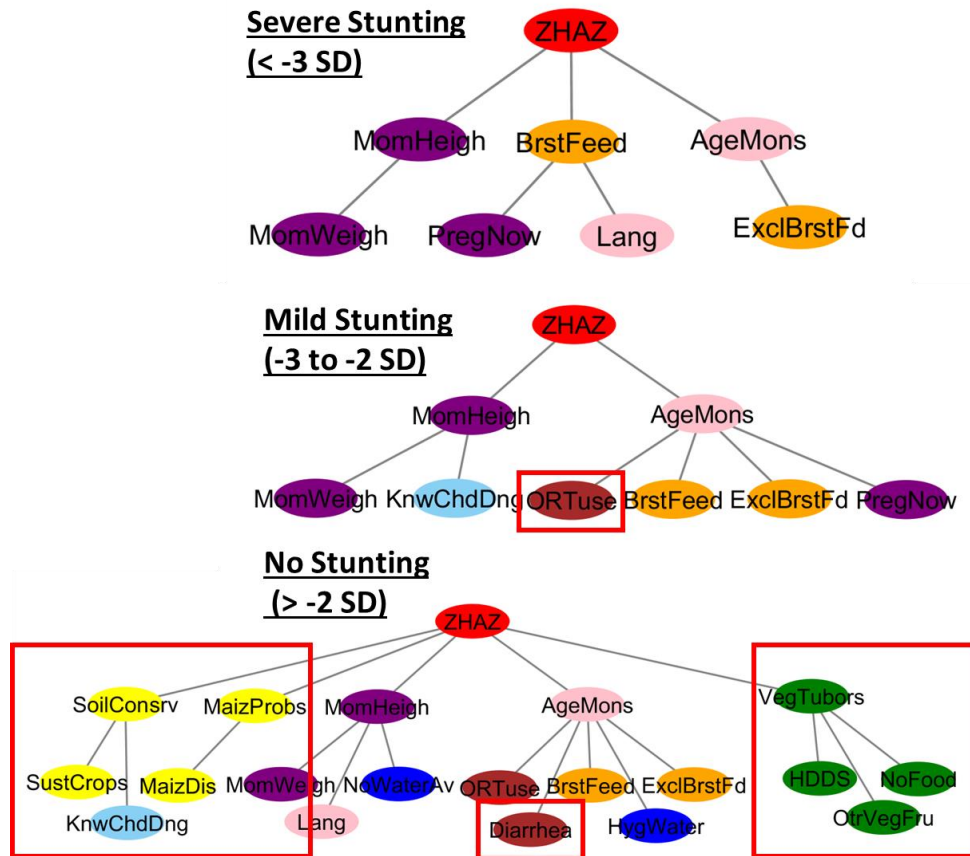 Severe Stunting
(< -3 SD)
ZHAZ
MomHeigh
BrstFeed
AgeMons
MomWeigh
PregNow
Lang
ExclBrstFd
Mild Stunting
(-3 to -2 SD)
ZHAZ
MomHeigh
AgeMons
MomWeigh
KnwChdDng
ORTuse
BrstFeed
ExclBrstFd
PregNow
No Stunting
(> -2 SD)
ZHAZ
SoilConsrv
MaizProbs
MomHeigh
AgeMons
VegTubors
SustCrops
MaizDis
MomWeigh
NoWaterAv
ORTuse
BrstFeed
ExclBrstFd
HDDS
NoFood
KnwChdDng
Lang
Diarrhea
HygWater
OtrVegFru